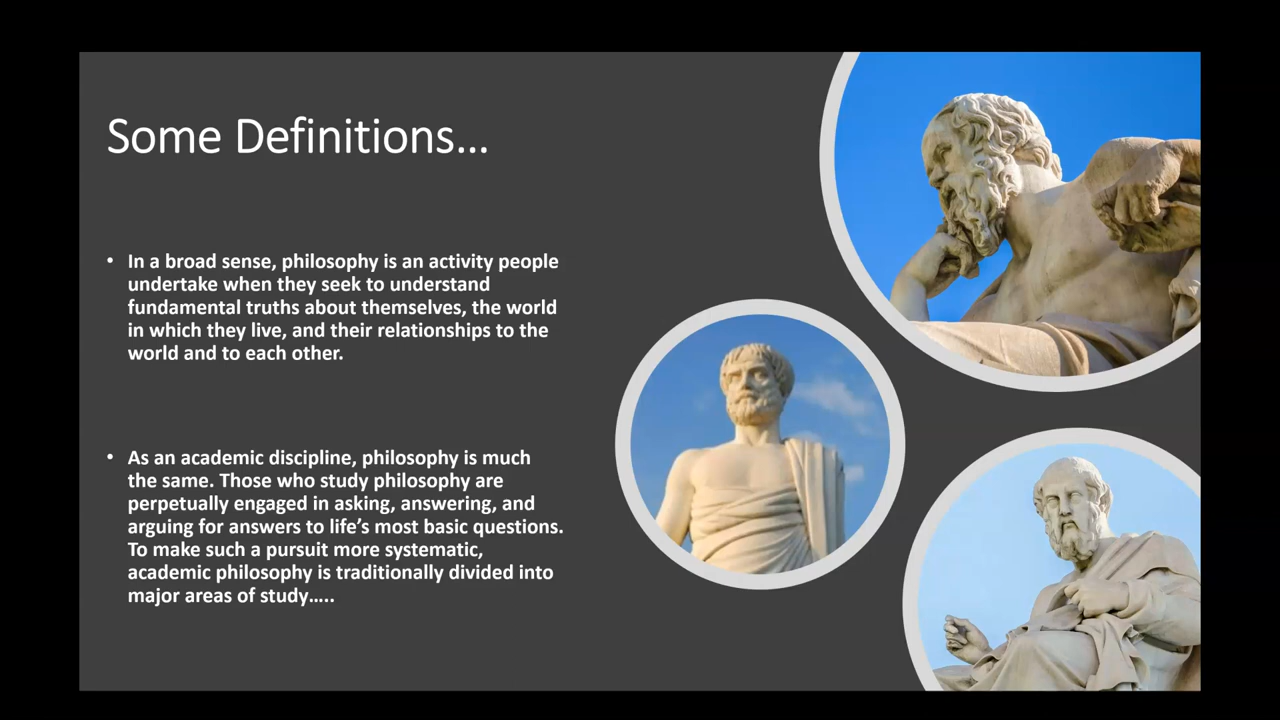 Some Definitions...
• In a broad sense, philosophy is an activity people
undertake when they seek to understand
fundamental truths about themselves, the world
in which they live, and their relationships to the
world and to each other.
• As an academic discipline, philosophy is much
the same. Those who study philosophy are
perpetually engaged in asking, answering, and
arguing for answers to life’s most basic questions.
To make such a pursuit more systematic,
academic philosophy is traditionally divided into
major areas of study…..